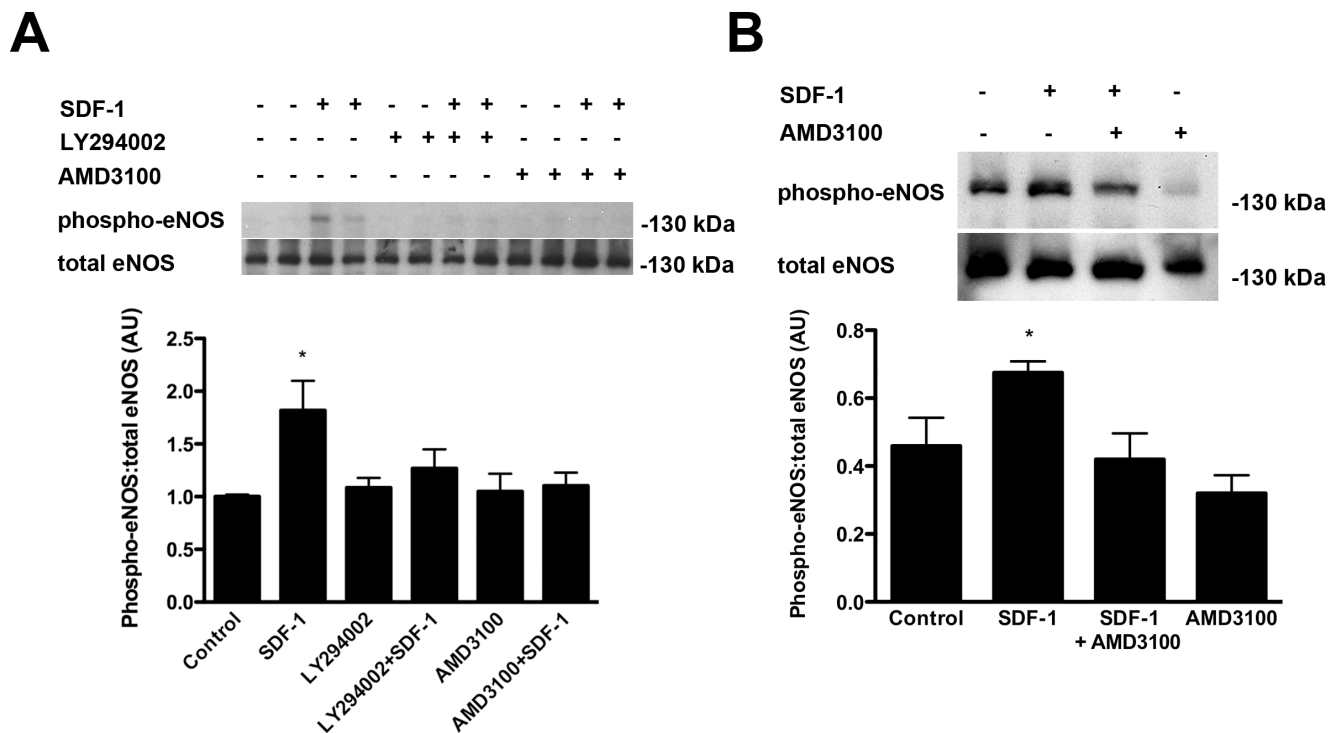 A
SDF-1 - - + + - - + + - - + +
LY294002 - - - - + + + + - - - -
AMD3100 - - - - - - - - + + + +
phospho-eNOS -130 kDa
total eNOS -130 kDa
Phospho-eNOS:total eNOS (AU)
2.5
2.0
1.5
1.0
0.5
0.0
*
Control
SDF-1
LY294002
LY294002+SDF-1
AMD3100
AMD3100+SDF-1
B
SDF-1 - + + -
AMD3100 - - + +
phospho-eNOS -130 kDa
total eNOS -130 kDa
Phospho-eNOS:total eNOS (AU)
0.8
0.6
0.4
0.2
0.0
*
Control
SDF-1
SDF-1
+ AMD3100
AMD3100